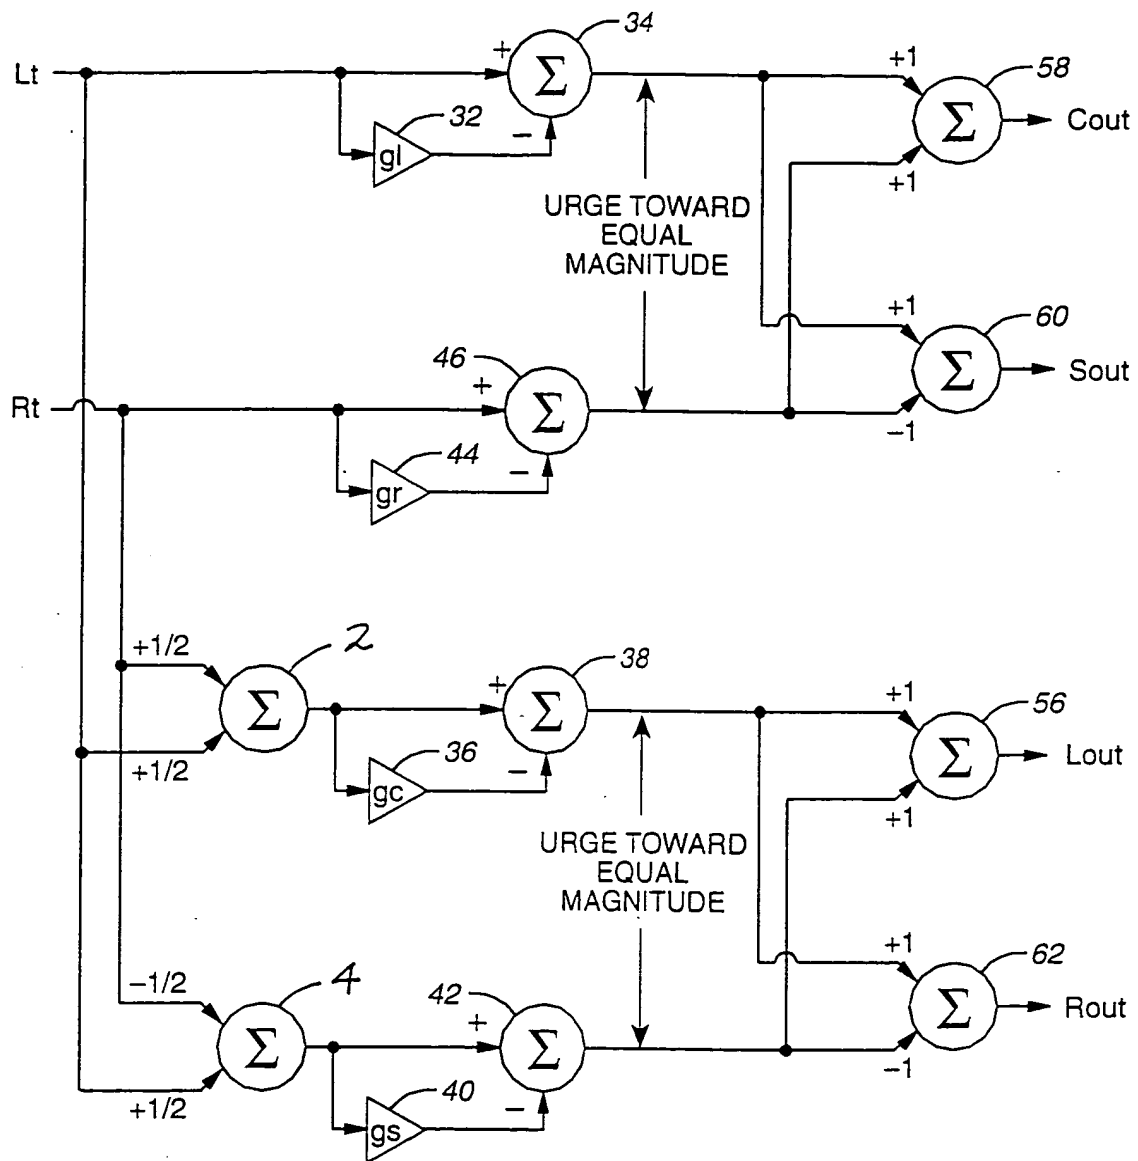 34
+
Σ
+1
58
Lt
32
gl
−
Σ
Cout
+1
URGE TOWARD
EQUAL
MAGNITUDE
+1
60
46
+
Σ
Σ
Sout
Rt
−1
44
gr
−
+1/2
2
38
+
Σ
Σ
+1
56
+1/2
36
gc
−
Σ
Lout
+1
URGE TOWARD
EQUAL
MAGNITUDE
+1
62
−1/2
4
42
+
Σ
Σ
Σ
Rout
−1
+1/2
40
gs
−